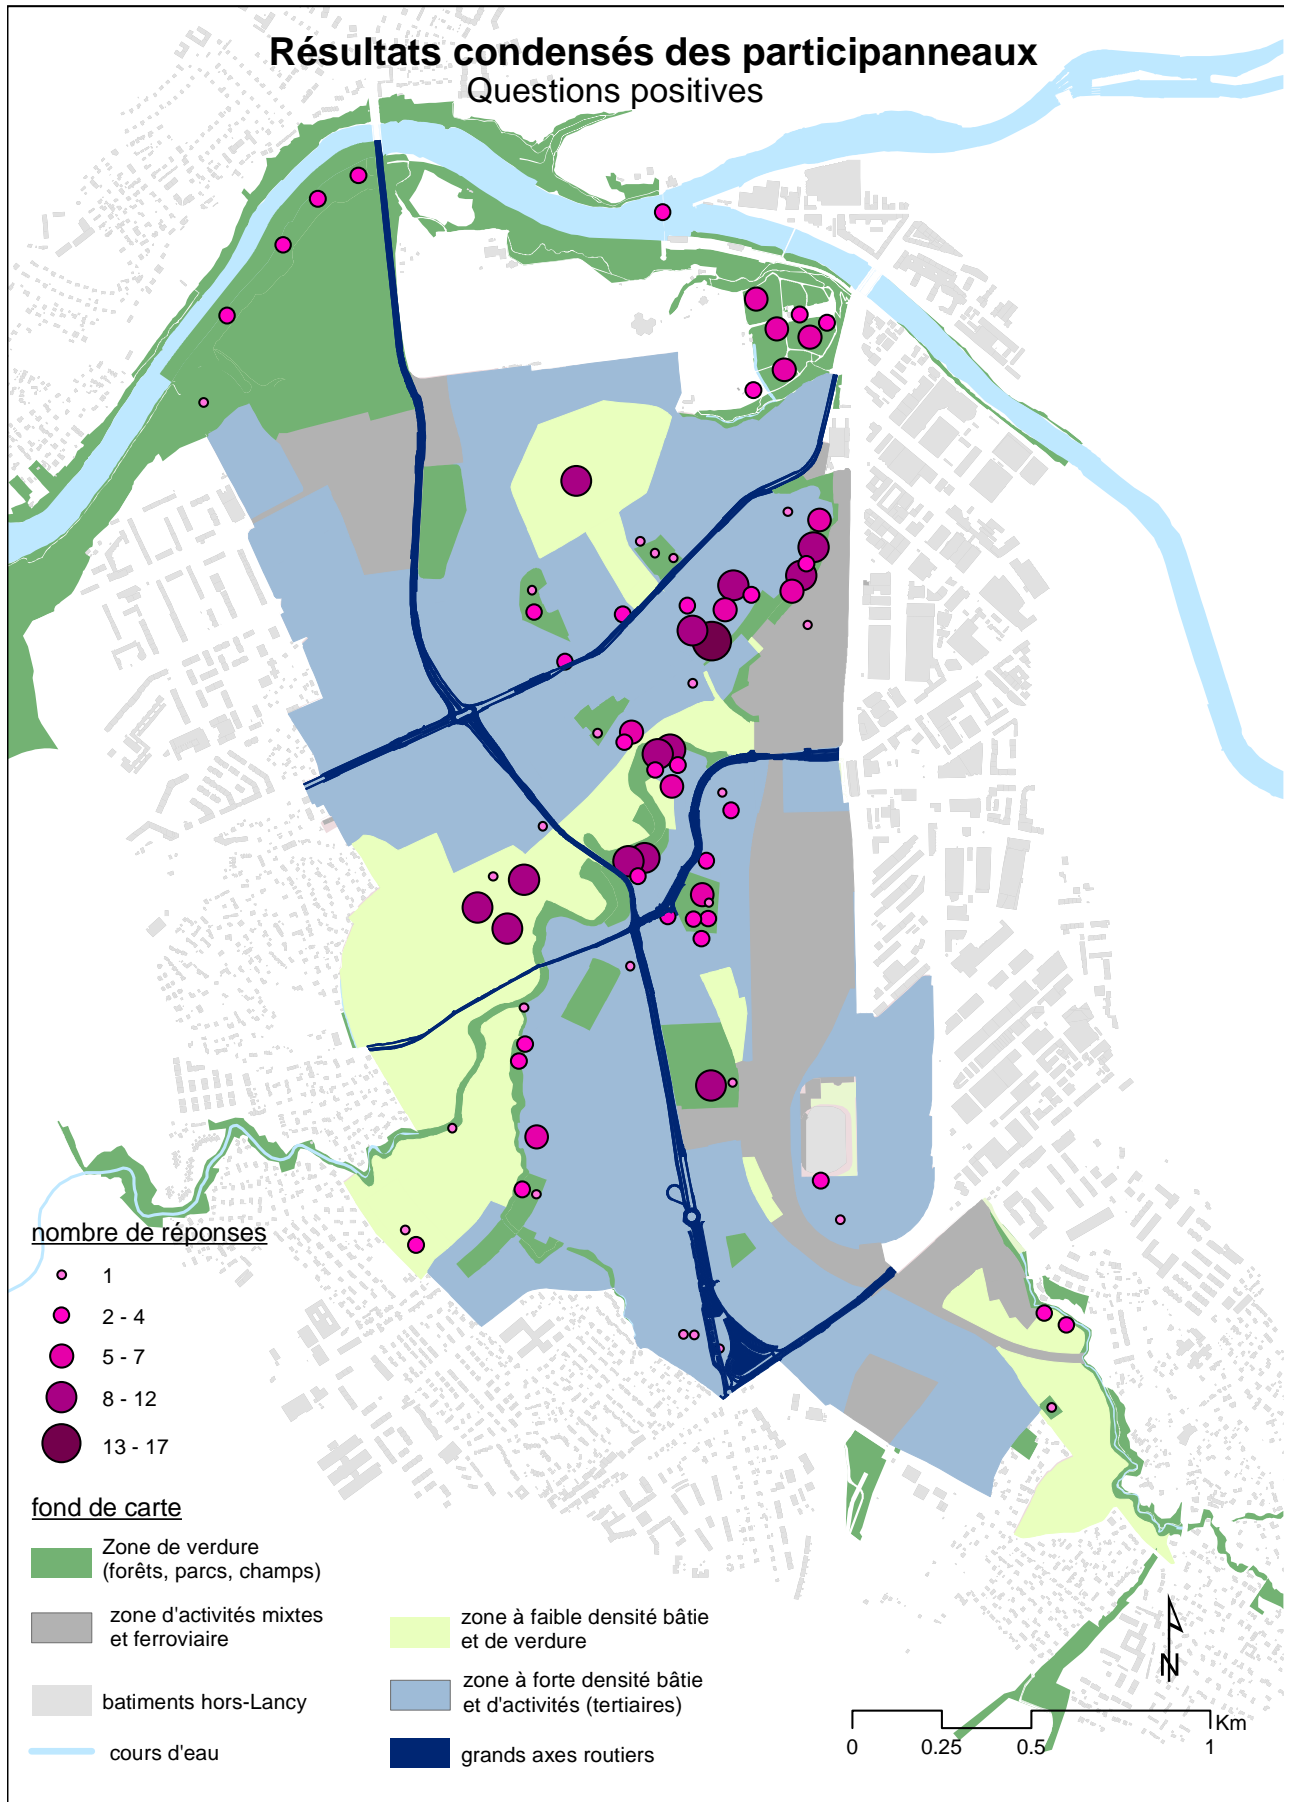 Résultats condensés des participanneaux
Questions positives
nombre de réponses
1
2 - 4
5 - 7
8 - 12
13 - 17
fond de carte
Zone de verdure
(forêts, parcs, champs)
zone d'activités mixtes
et ferroviaire
batiments hors-Lancy
cours d'eau
zone à faible densité bâtie
et de verdure
zone à forte densité bâtie
et d'activités (tertiaires)
grands axes routiers
N
Km
0 0.25 0.5 1